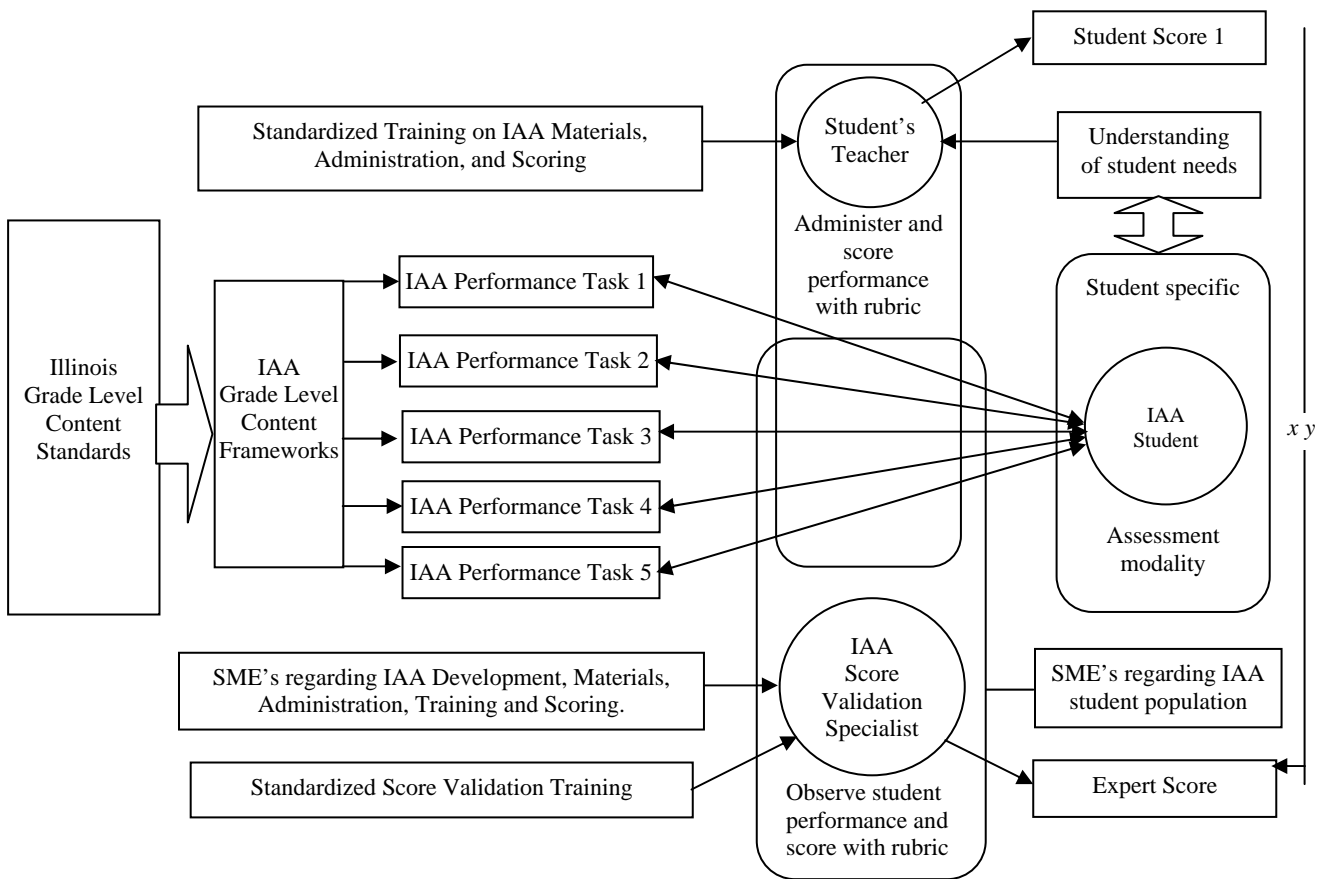 Student Score 1
Standardized Training on IAA Materials,
Administration, and Scoring
Student’s
Teacher
Understanding
of student needs
Administer and
score
performance
with rubric
Illinois
Grade Level
Content
Standards
IAA
Grade Level
Content
Frameworks
IAA Performance Task 1
IAA Performance Task 2
IAA Performance Task 3
IAA Performance Task 4
IAA Performance Task 5
Student specific
IAA
Student
Assessment
modality
x y
SME’s regarding IAA Development, Materials,
Administration, Training and Scoring.
Standardized Score Validation Training
IAA
Score
Validation
Specialist
Observe student
performance and
score with rubric
SME’s regarding IAA
student population
Expert Score